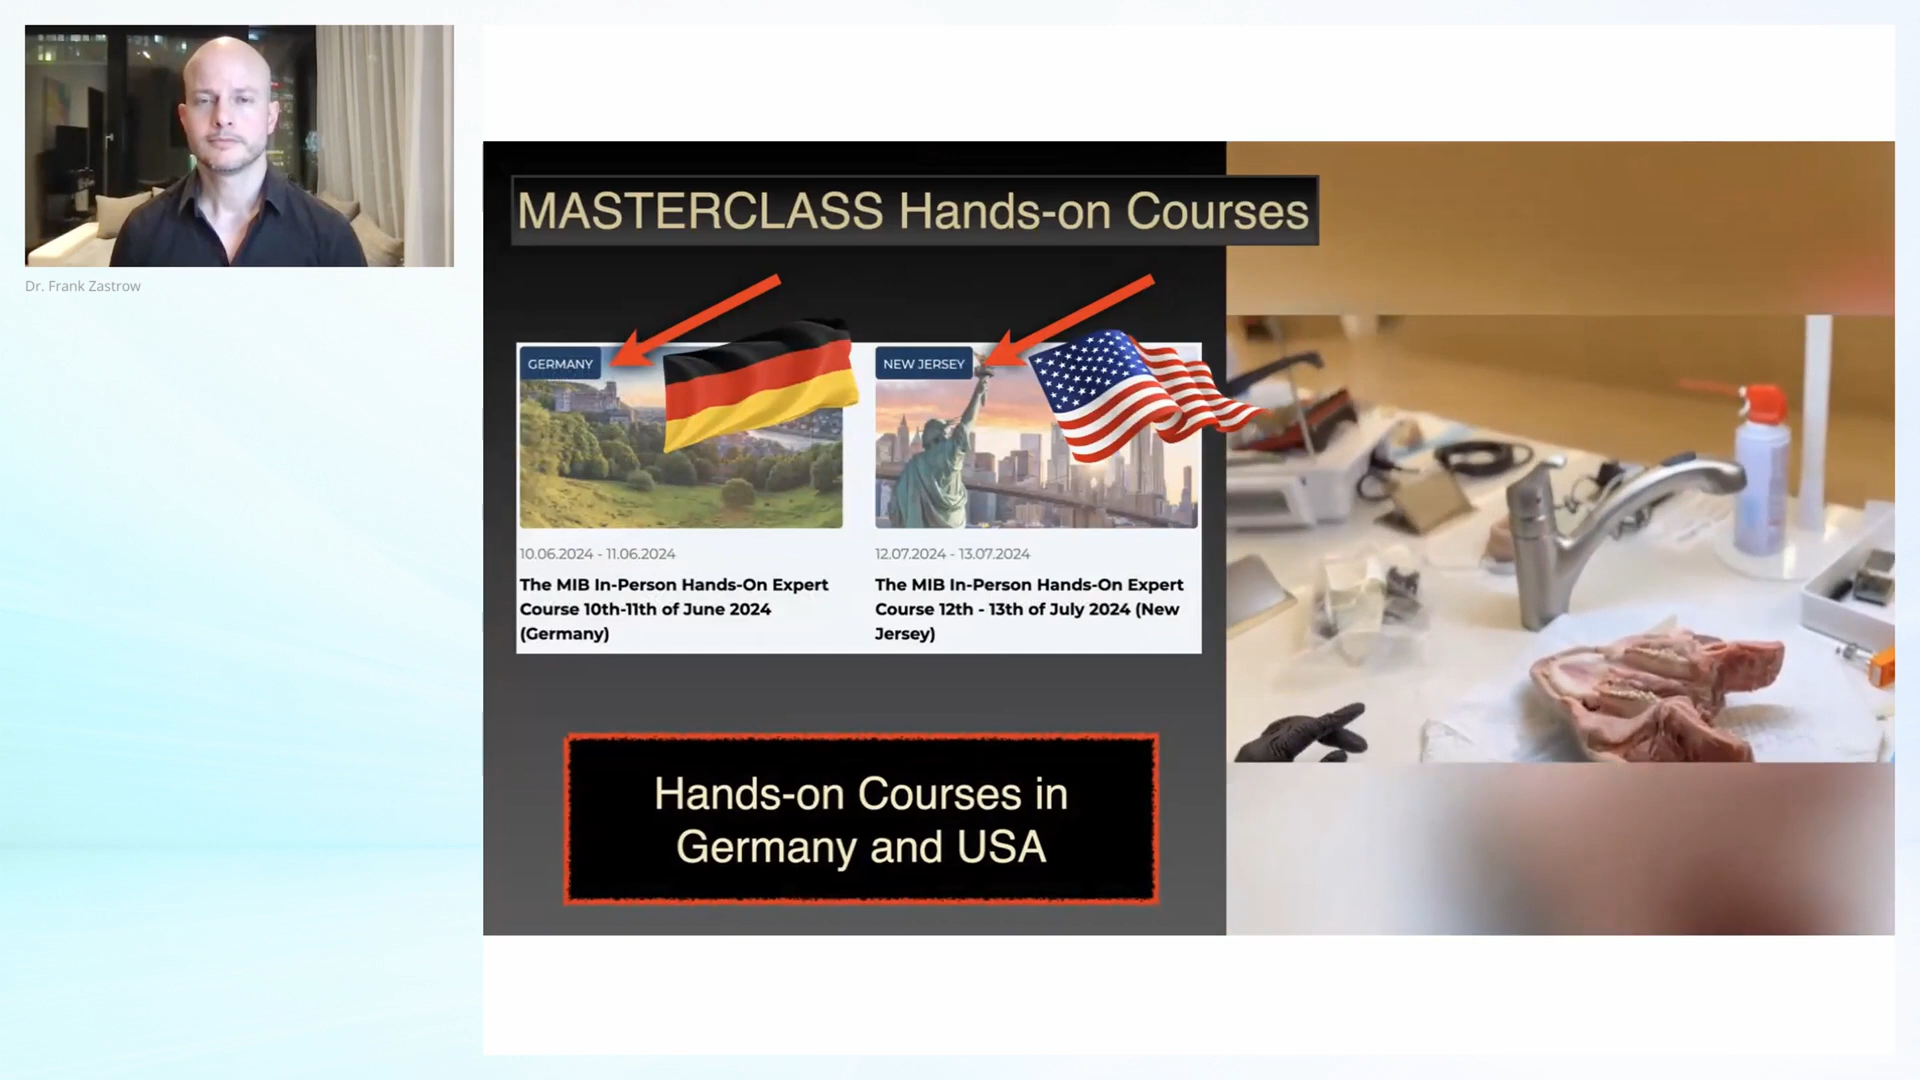 Dr. Frank Zastrow
MASTERCLASS Hands-on Courses
GERMANY
10.06.2024 - 11.06.2024
The MIB In-Person Hands-On Expert
Course 10th-11th of June 2024
(Germany)
NEW JERSEY
12.07.2024 - 13.07.2024
The MIB In-Person Hands-On Expert
Course 12th - 13th of July 2024 (New
Jersey)
Hands-on Courses in
Germany and USA